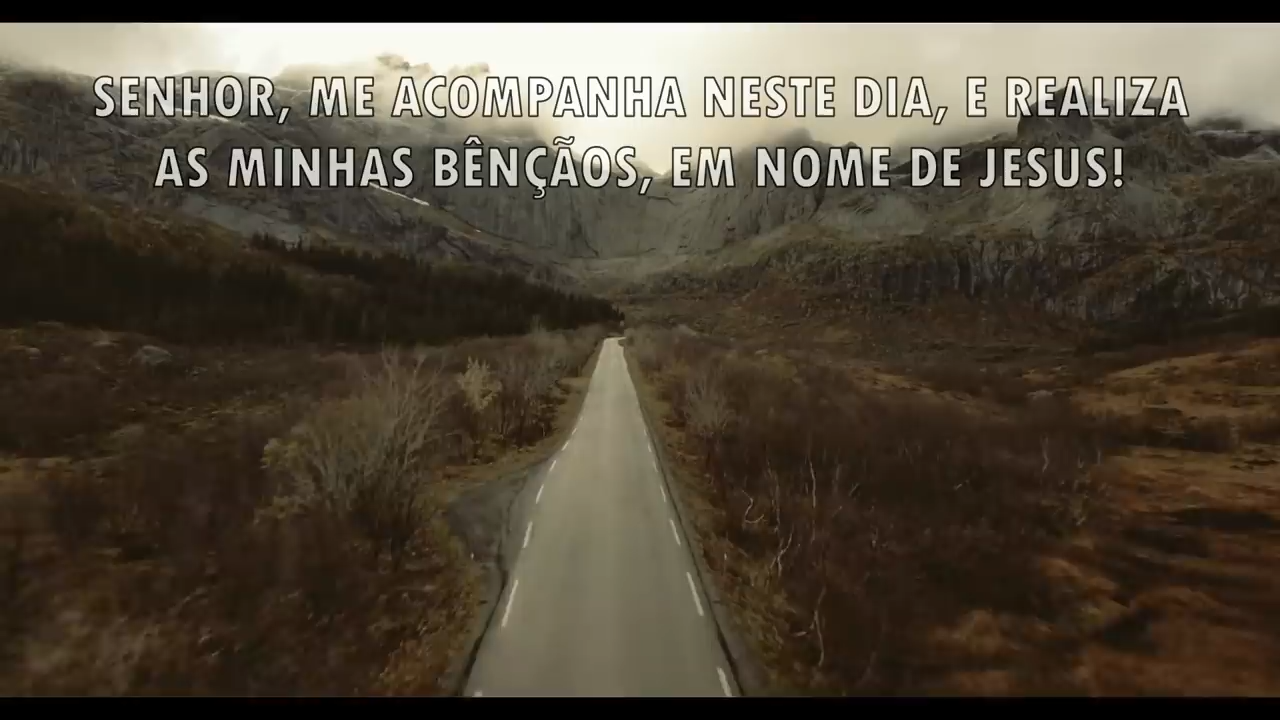 SENHOR, ME ACOMPANHA NESTE DIA, E REALIZA
AS MINHAS BÊNÇÃOS, EM NOME DE JESUS!